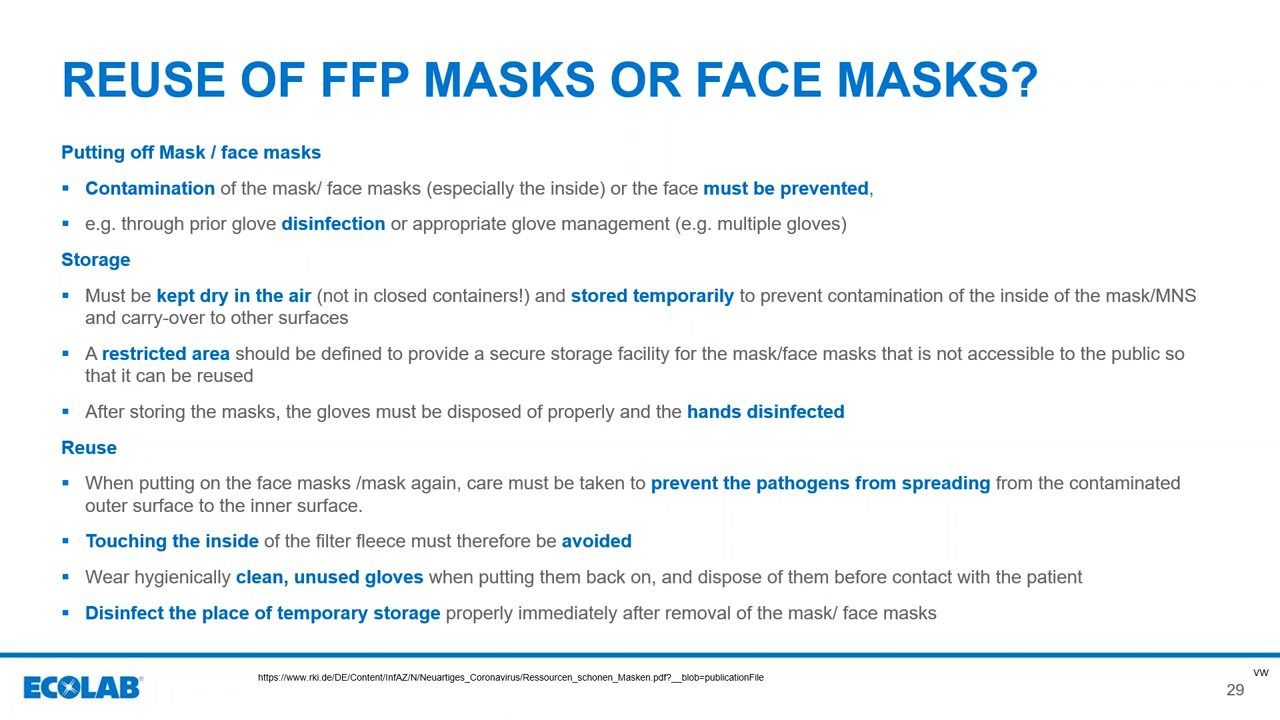 REUSE OF FFP MASKS OR FACE MASKS?
Putting off Mask / face masks
▪ Contamination of the mask/ face masks (especially the inside) or the face must be prevented,
▪ e.g. through prior glove disinfection or appropriate glove management (e.g. multiple gloves)
Storage
▪ Must be kept dry in the air (not in closed containers!) and stored temporarily to prevent contamination of the inside of the mask/MNS
and carry-over to other surfaces
▪ A restricted area should be defined to provide a secure storage facility for the mask/face masks that is not accessible to the public so
that it can be reused
▪ After storing the masks, the gloves must be disposed of properly and the hands disinfected
Reuse
▪ When putting on the face masks /mask again, care must be taken to prevent the pathogens from spreading from the contaminated
outer surface to the inner surface.
▪ Touching the inside of the filter fleece must therefore be avoided
▪ Wear hygienically clean, unused gloves when putting them back on, and dispose of them before contact with the patient
▪ Disinfect the place of temporary storage properly immediately after removal of the mask/ face masks
ECOLAB®
https://www.rki.de/DE/Content/InfAZ/N/Neuartiges_Coronavirus/Ressourcen_schonen_Masken.pdf?__blob=publicationFile
VW
29